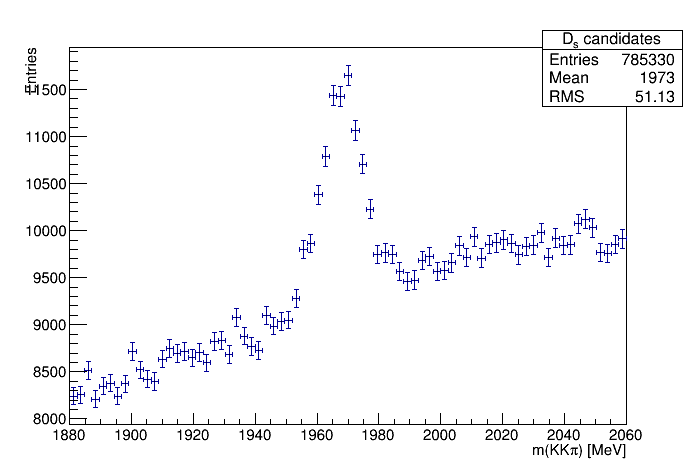 D_s candidates
Entries 785330
Mean 1973
RMS 51.13
Entries
11500
11000
10500
10000
9500
9000
8500
8000
1880 1900 1920 1940 1960 1980 2000 2020 2040 2060
m(KKπ) [MeV]